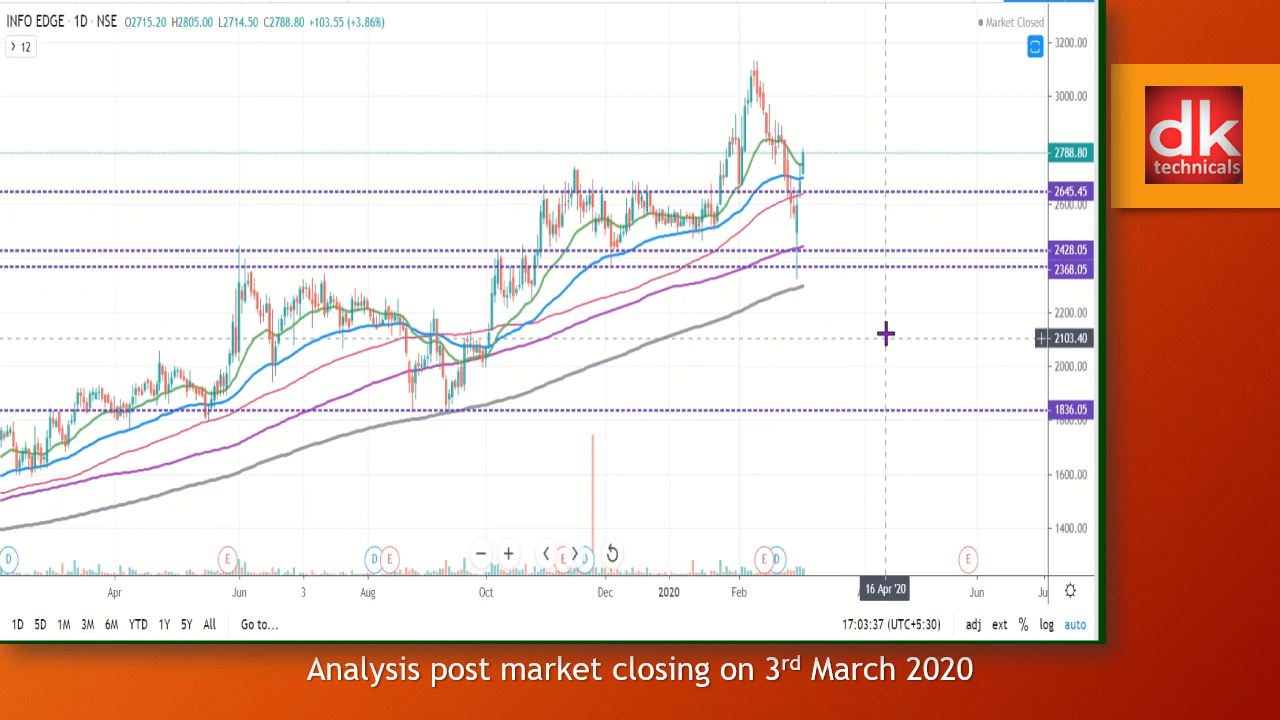 INFO EDGE · 1D · NSE O2715.20 H2805.00 L2714.50 C2788.80 +103.55 (+3.86%)
Market Closed
12
3200.00
3000.00
2788.80
2645.45
2600.00
2428.05
2368.05
2200.00
2103.40
2000.00
1836.05
1800.00
1600.00
1400.00
D E D E E D E D E
Apr Jun 3 Aug Oct Dec 2020 Feb 16 Apr '20 Jun Ju
1D 5D 1M 3M 6M YTD 1Y 5Y All Go to... 17:03:37 (UTC+5:30) adj ext % log auto
dk
technicals
Analysis post market closing on 3rd March 2020